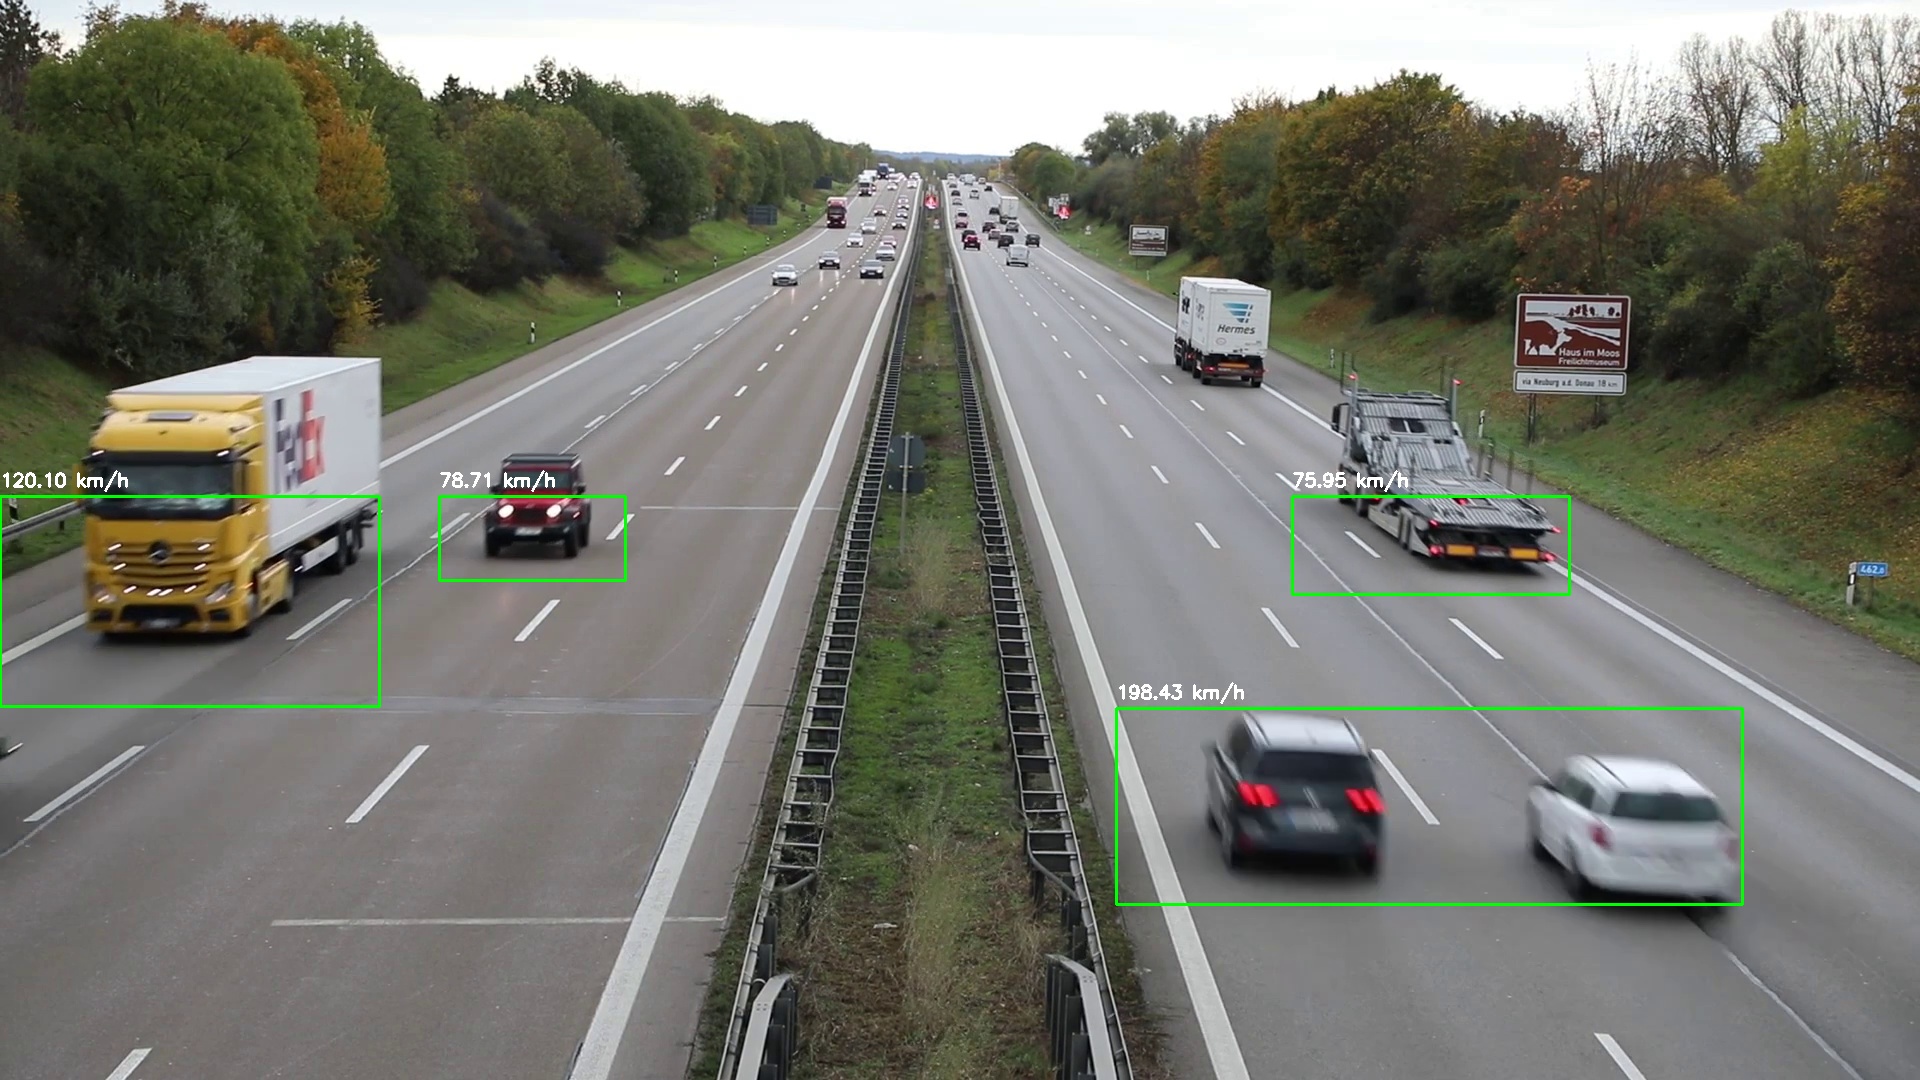 Hermes
Haus im Moos
Freilichtmuseum
via Neuburg a.d. Donau 18 km
120.10 km/h
FedEx
78.71 km/h
75.95 km/h
462,0
198.43 km/h